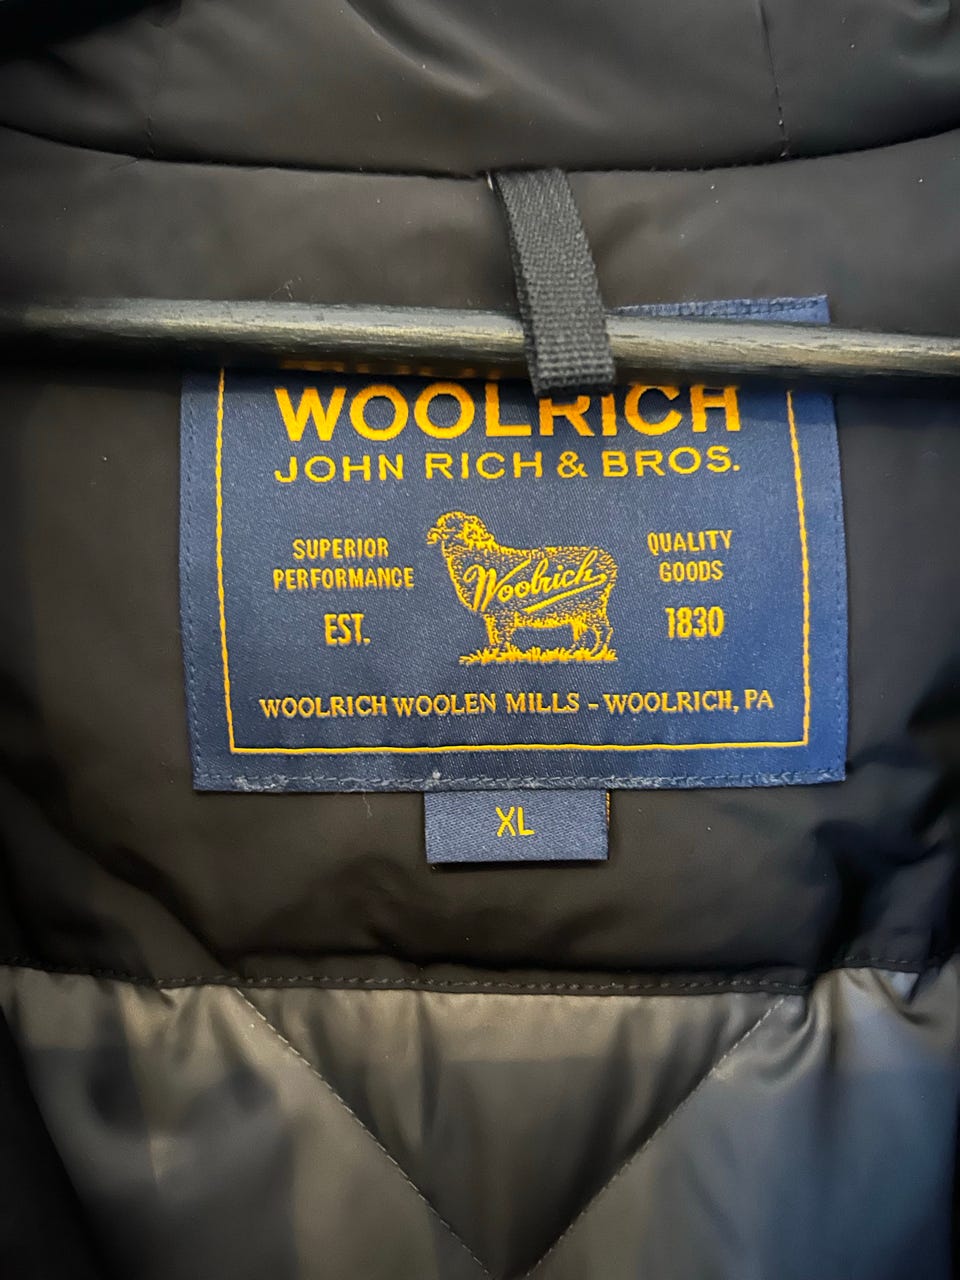 WOOLRICH
JOHN RICH & BROS.
SUPERIOR
PERFORMANCE
EST.
Woolrich
QUALITY
GOODS
1830
WOOLRICH WOOLEN MILLS - WOOLRICH, PA
XL